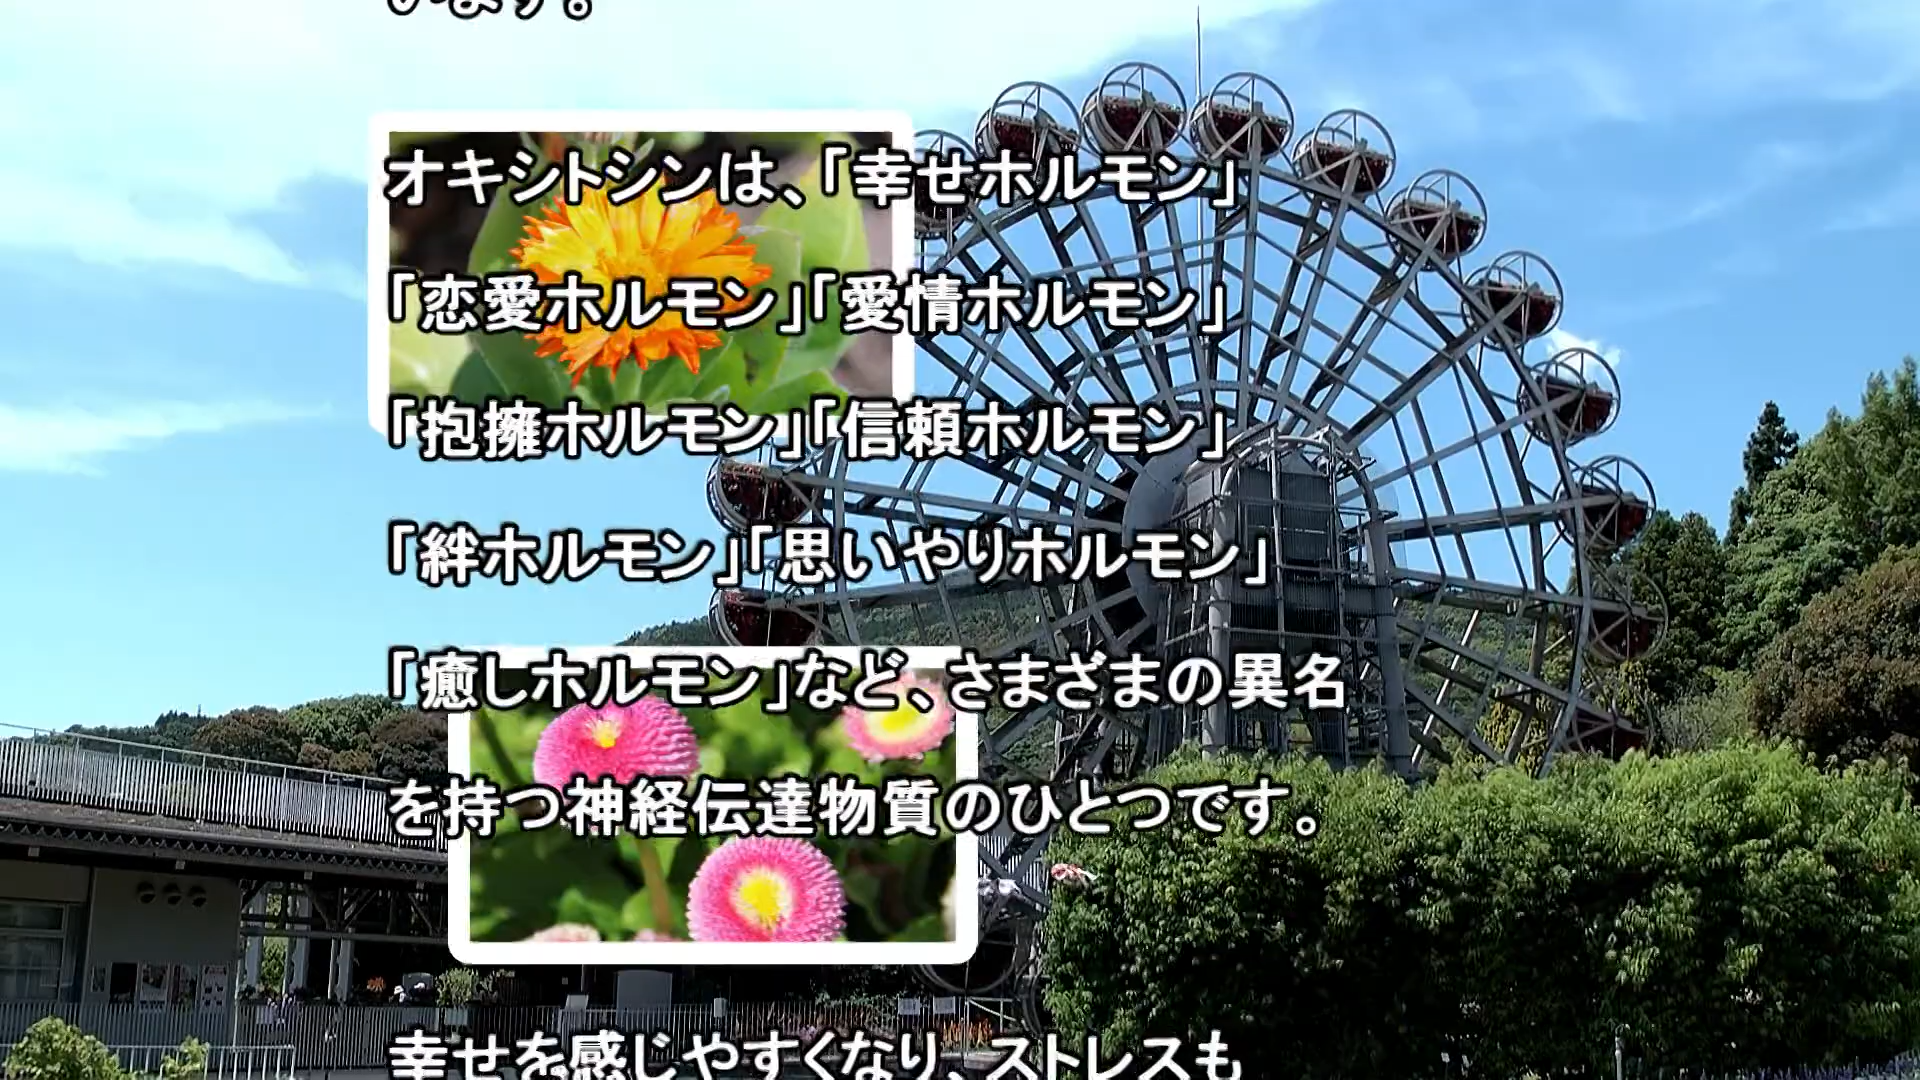 います。
オキシトシンは、「幸せホルモン」
「恋愛ホルモン」「愛情ホルモン」
「抱擁ホルモン」「信頼ホルモン」
「絆ホルモン」「思いやりホルモン」
「癒しホルモン」など、さまざまの異名
を持つ神経伝達物質のひとつです。
幸せを感じやすくなり、ストレスも